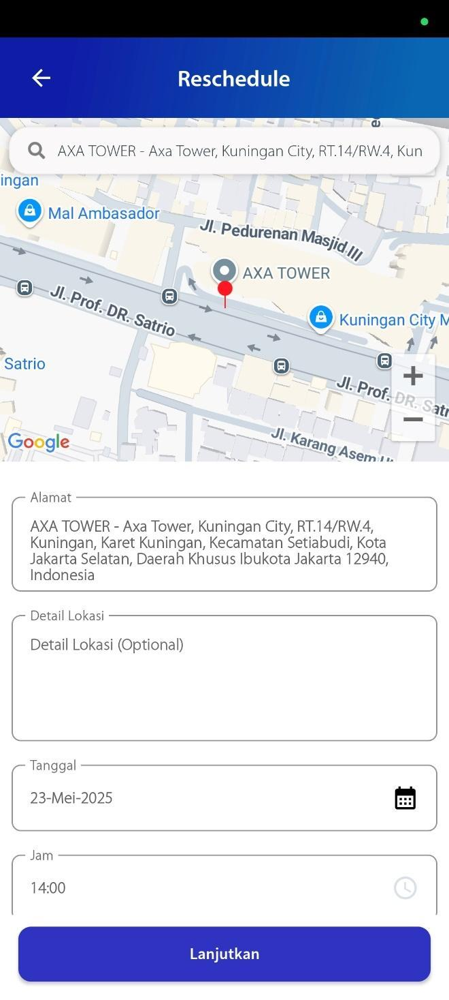 Reschedule
AXA TOWER - Axa Tower, Kuningan City, RT.14/RW.4, Kun
ingan
Mal Ambasador
Jl. Pedurenan Masjid III
AXA TOWER
Jl. Prof. DR. Satrio
Kuningan City M
Satrio
+
Jl. Prof. DR. Satr
−
Google
Jl. Karang Asem U
Alamat
AXA TOWER - Axa Tower, Kuningan City, RT.14/RW.4,
Kuningan, Karet Kuningan, Kecamatan Setiabudi, Kota
Jakarta Selatan, Daerah Khusus Ibukota Jakarta 12940,
Indonesia
Detail Lokasi
Detail Lokasi (Optional)
Tanggal
23-Mei-2025
Jam
14:00
Lanjutkan